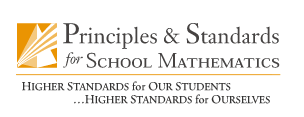 Principles & Standards
for SCHOOL MATHEMATICS
HIGHER STANDARDS for OUR STUDENTS
...HIGHER STANDARDS for OURSELVES